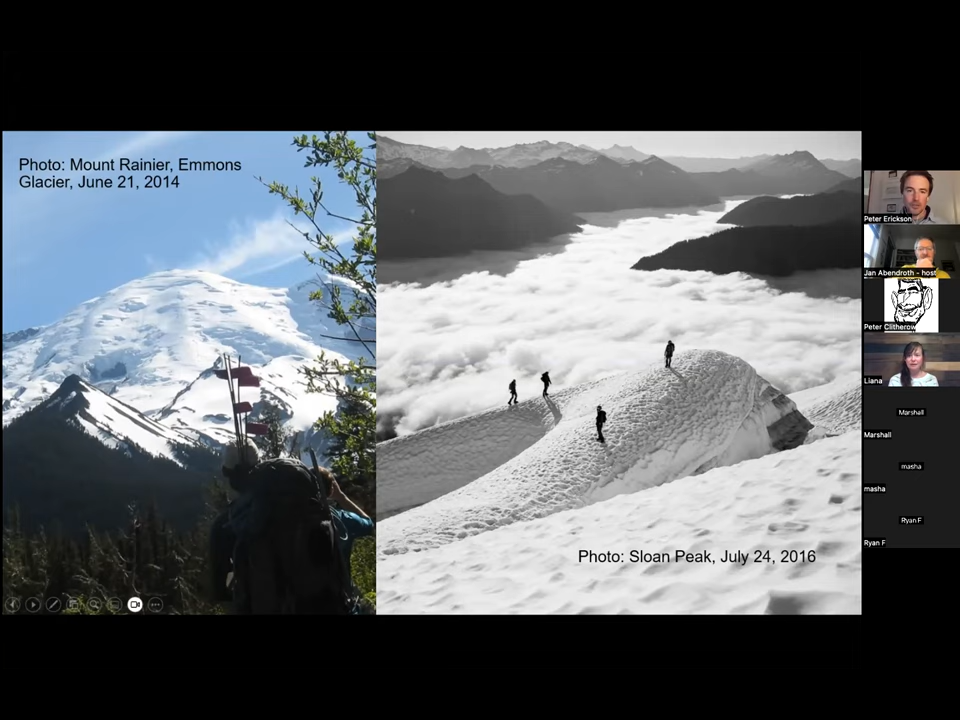 Photo: Mount Rainier, Emmons
Glacier, June 21, 2014
Photo: Sloan Peak, July 24, 2016
Peter Erickson
Jan Abendroth - host
Peter Clitherow
Liana
Marshall
Marshall
masha
masha
Ryan F
Ryan F